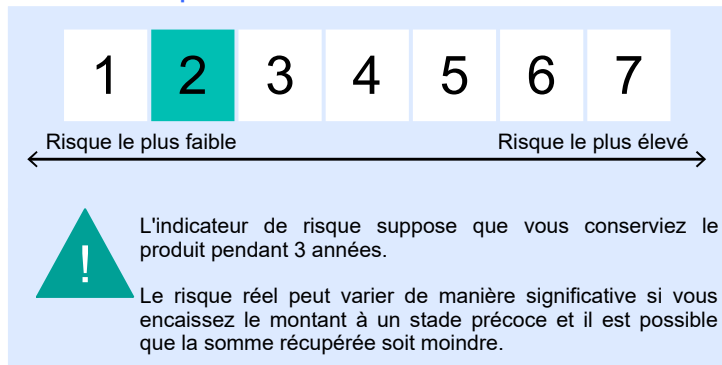 1 2 3 4 5 6 7
Risque le plus faible Risque le plus élevé
!
L'indicateur de risque suppose que vous conserviez le
produit pendant 3 années.
Le risque réel peut varier de manière significative si vous
encaissez le montant à un stade précoce et il est possible
que la somme récupérée soit moindre.